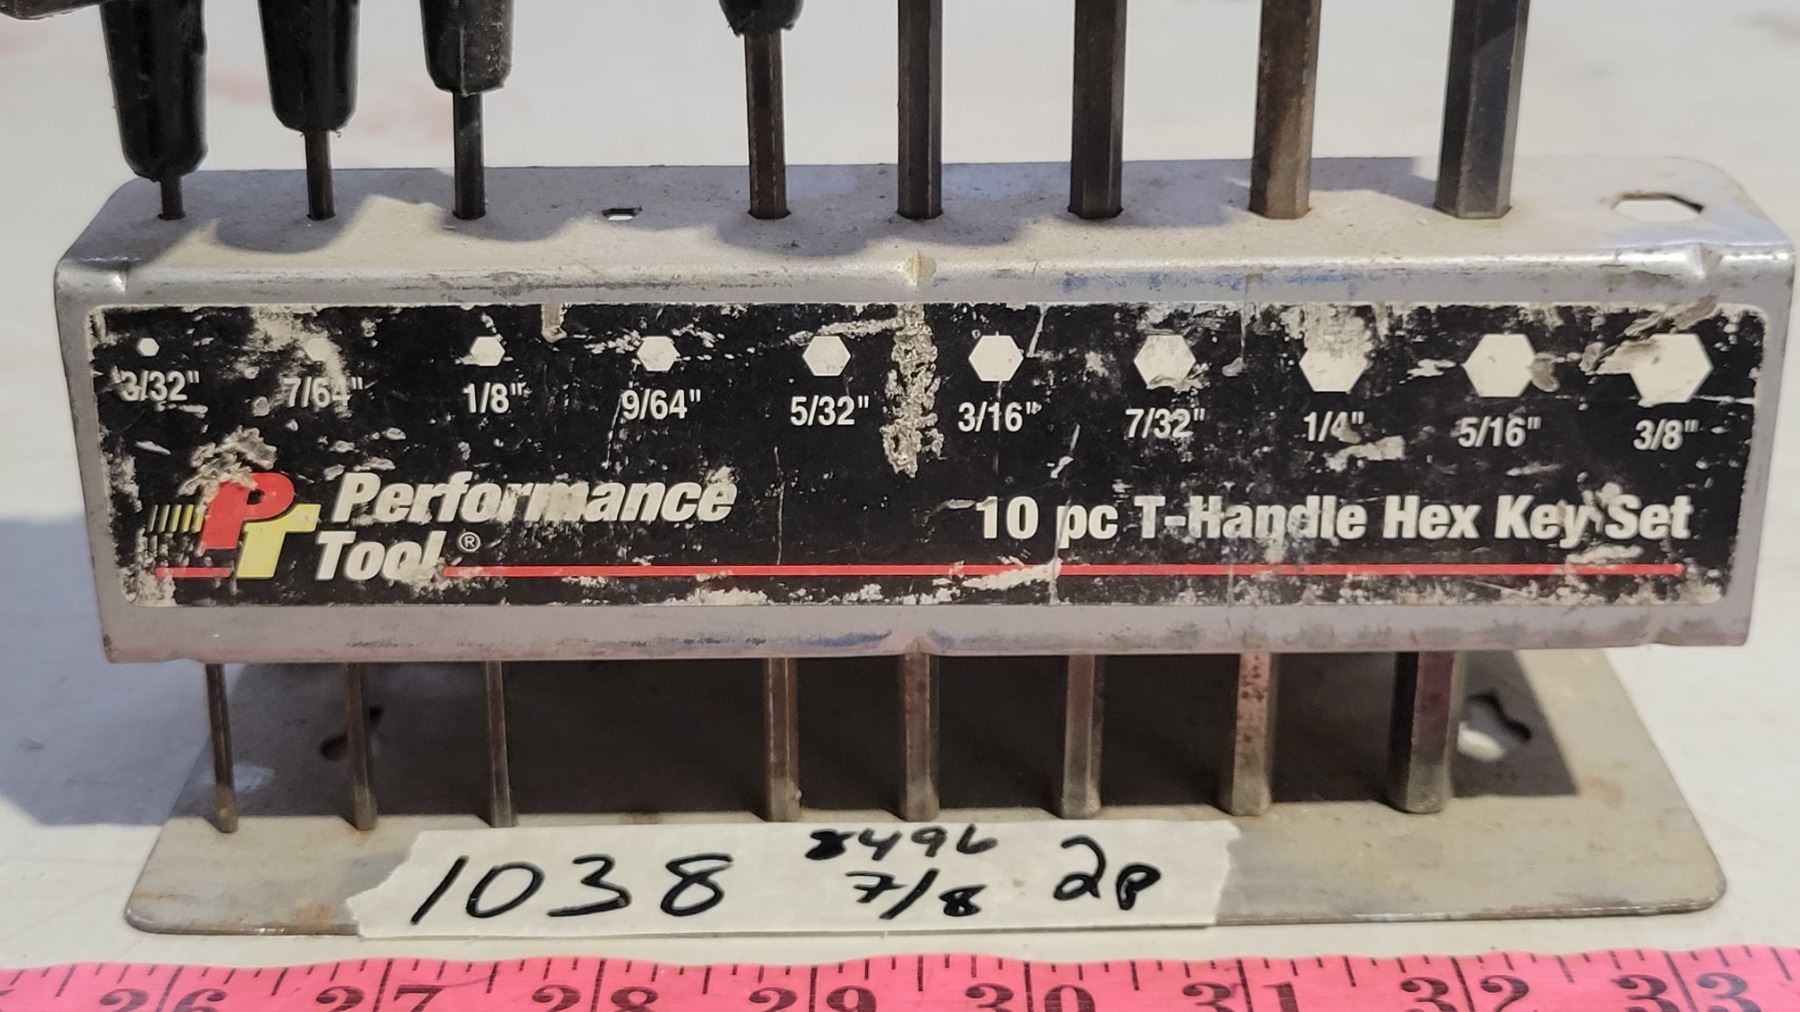 3/32" 7/64" 1/8" 9/64" 5/32" 3/16" 7/32" 1/4" 5/16" 3/8"
PT Performance Tool®
10 pc T-Handle Hex Key Set
1038 8496 7/8 2P
26 27 28 29 30 31 32 33